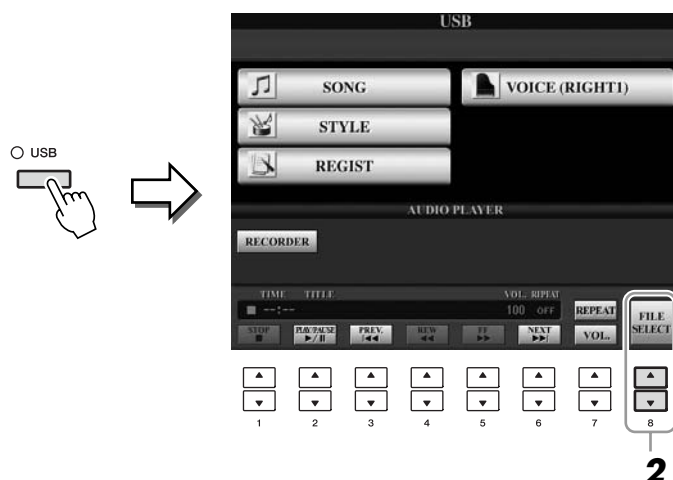 USB
SONG
VOICE (RIGHT1)
STYLE
REGIST
USB
AUDIO PLAYER
RECORDER
TIME TITLE VOL. REPEAT
--:-- 100 OFF
REPEAT
FILE SELECT
STOP PLAY/PAUSE PREV. REW FF NEXT VOL.
1 2 3 4 5 6 7 8
2